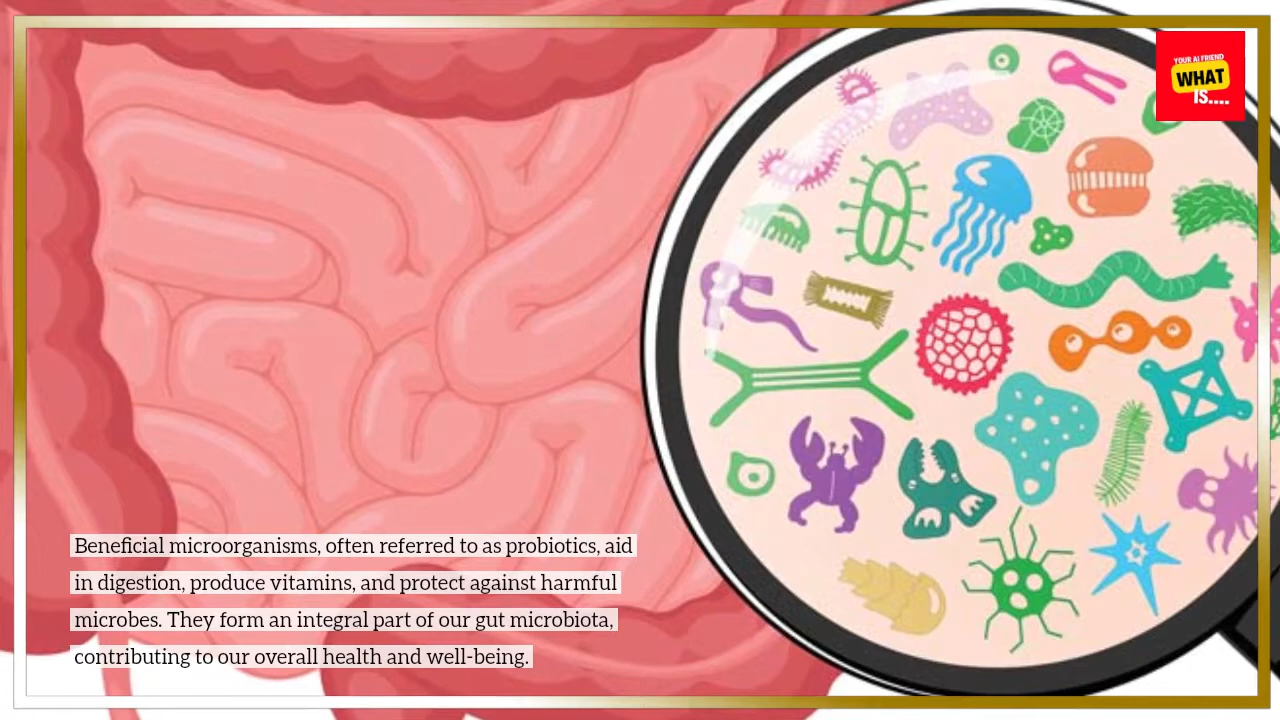 YOUR AI FRIEND
WHAT
IS....
Beneficial microorganisms, often referred to as probiotics, aid
in digestion, produce vitamins, and protect against harmful
microbes. They form an integral part of our gut microbiota,
contributing to our overall health and well-being.